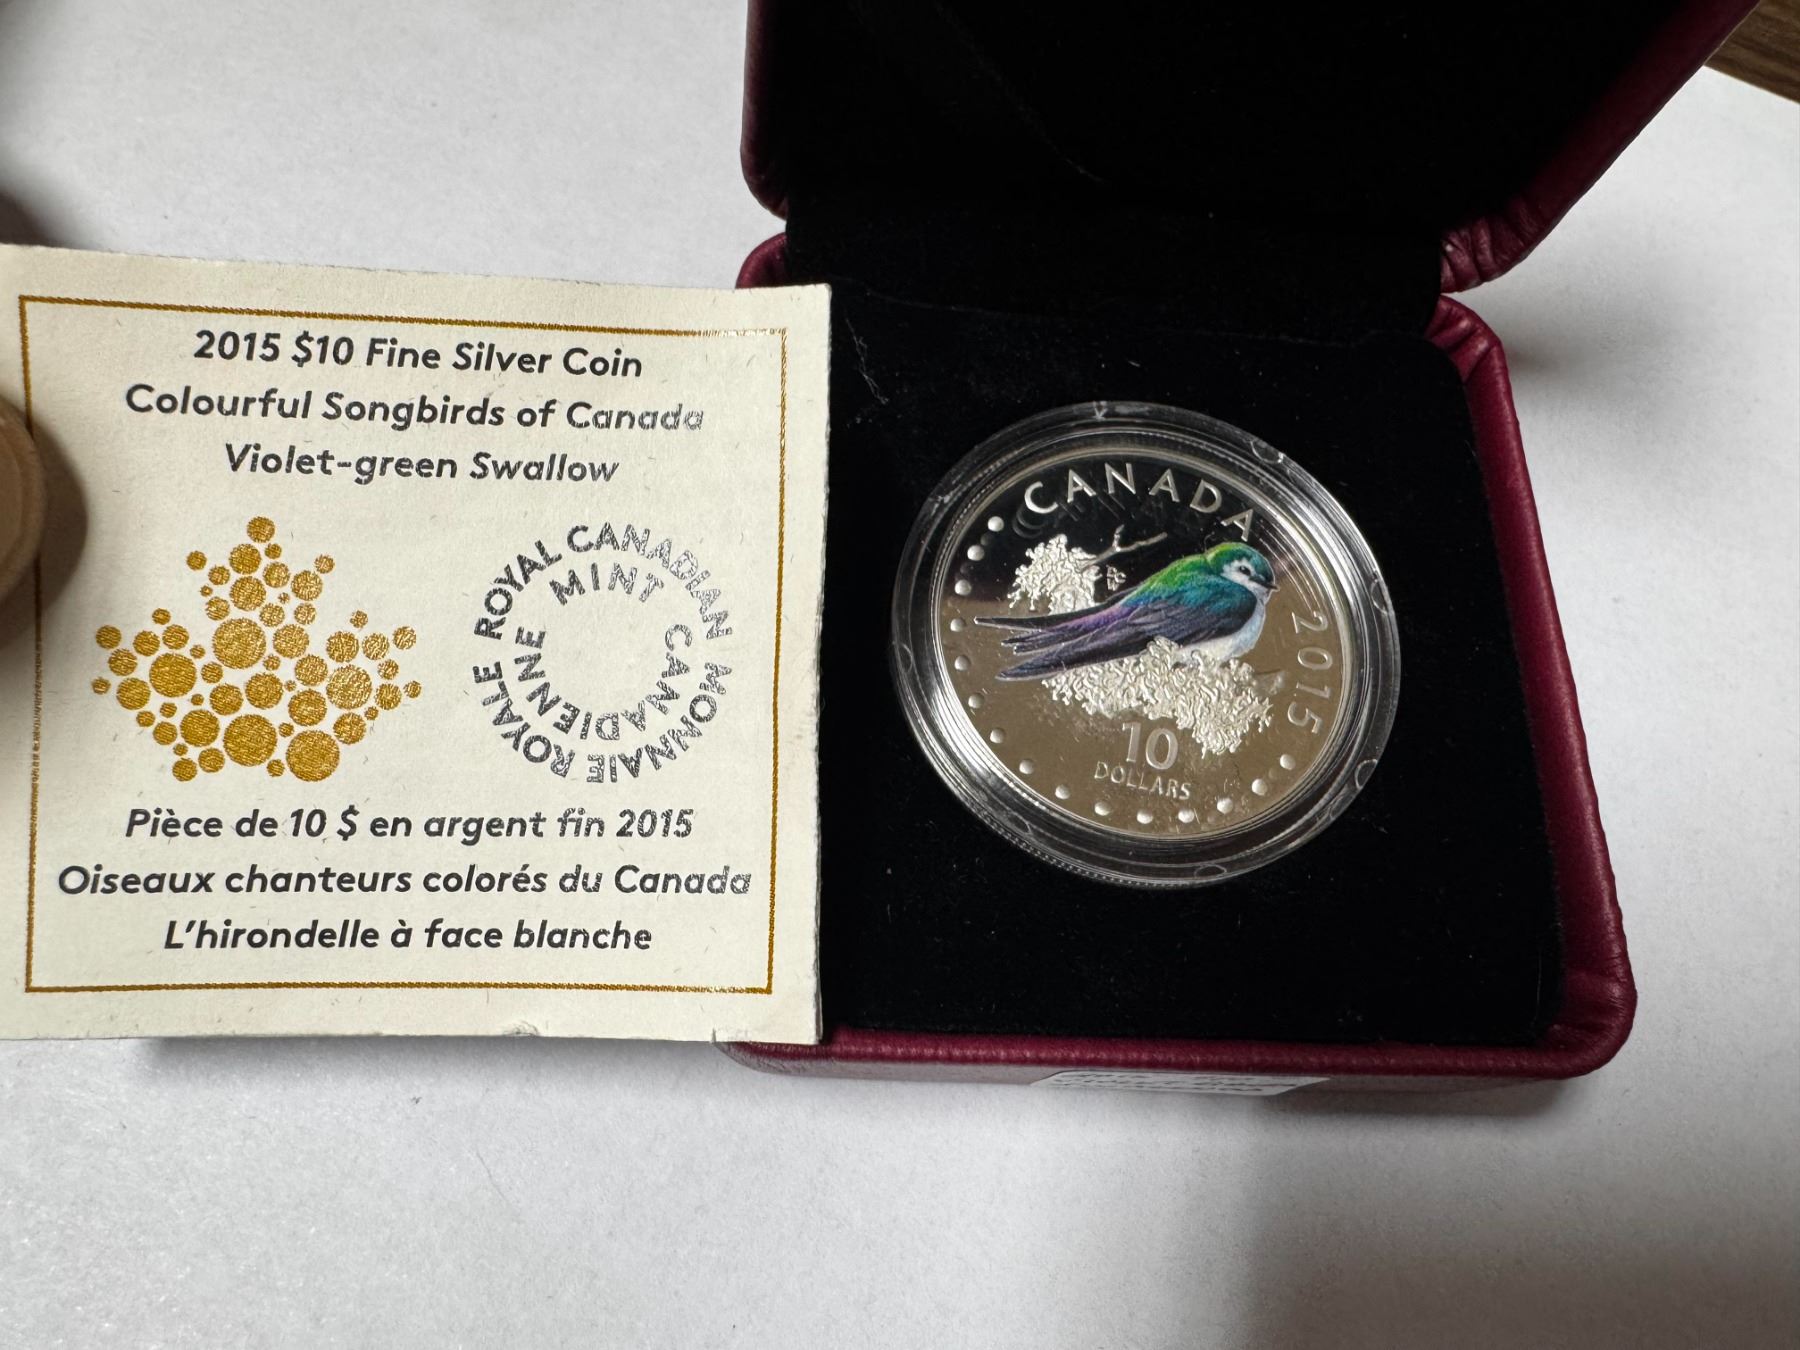 2015 $10 Fine Silver Coin
Colourful Songbirds of Canada
Violet-green Swallow
ROYAL CANADIAN MINT
MONNAIE ROYALE CANADIENNE
CANADA
Pièce de 10 $ en argent fin 2015
Oiseaux chanteurs colorés du Canada
L'hirondelle à face blanche
CANADA
2015
10
DOLLARS